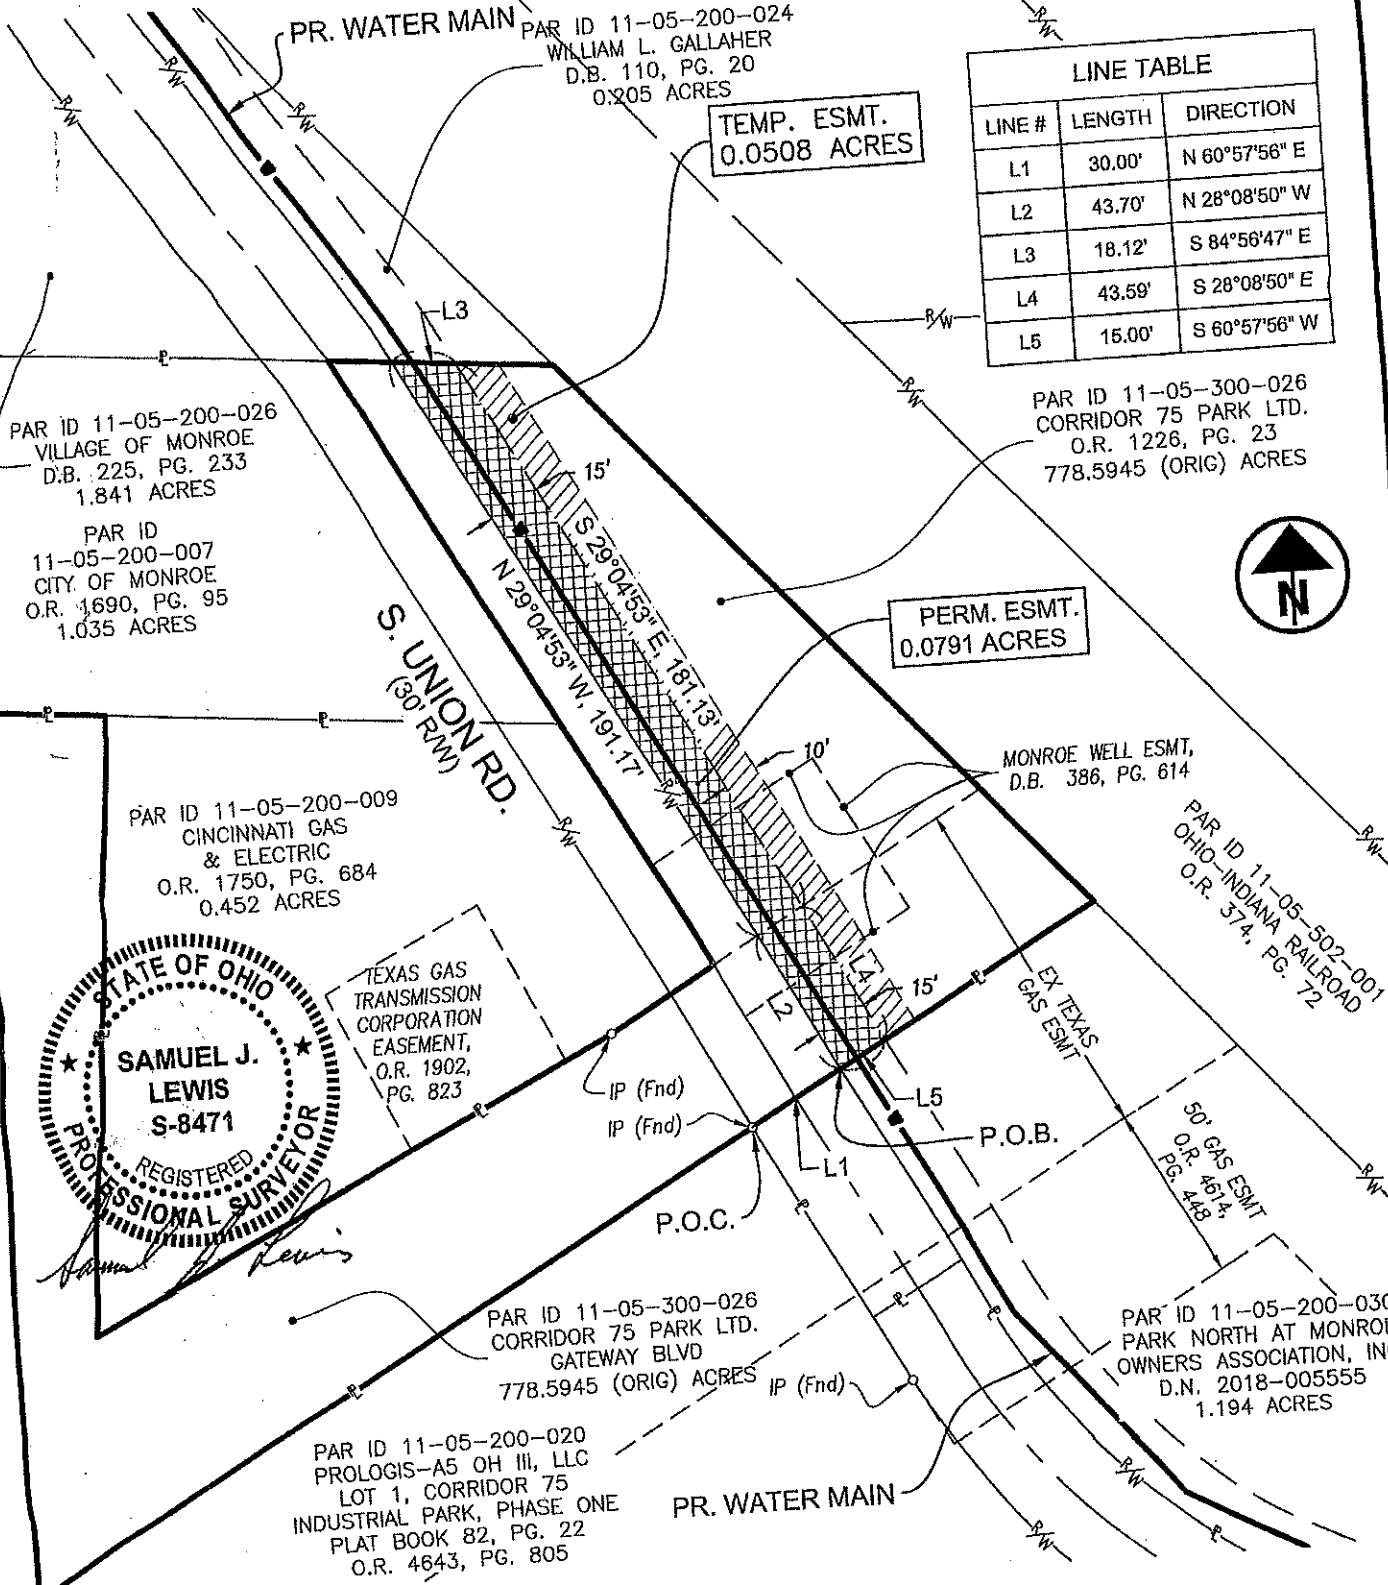 PR. WATER MAIN
PAR ID 11-05-200-024
WILLIAM L. GALLAHER
D.B. 110, PG. 20
0.205 ACRES
R/W
R/W
R/W
R/W
TEMP. ESMT.
0.0508 ACRES
LINE TABLE
LINE # LENGTH DIRECTION
L1 30.00' N 60°57'56" E
L2 43.70' N 28°08'50" W
L3 18.12' S 84°56'47" E
L4 43.59' S 28°08'50" E
L5 15.00' S 60°57'56" W
R/W
R/W
L3
PL
PAR ID 11-05-300-026
CORRIDOR 75 PARK LTD.
O.R. 1226, PG. 23
778.5945 (ORIG) ACRES
PAR ID 11-05-200-026
VILLAGE OF MONROE
D.B. 225, PG. 233
1.841 ACRES
PAR ID
11-05-200-007
CITY OF MONROE
O.R. 1690, PG. 95
1.035 ACRES
15'
S 29°04'53" E, 181.13'
N 29°04'53" W, 191.17'
N
PERM. ESMT.
0.0791 ACRES
S. UNION RD.
(30' R/W)
PL
PL
10'
MONROE WELL ESMT,
D.B. 386, PG. 614
R/W
R/W
R/W
PAR ID 11-05-200-009
CINCINNATI GAS
& ELECTRIC
O.R. 1750, PG. 684
0.452 ACRES
PAR ID 11-05-502-001
OHIO-INDIANA RAILROAD
O.R. 374, PG. 72
STATE OF OHIO
SAMUEL J.
LEWIS
S-8471
REGISTERED
PROFESSIONAL SURVEYOR
Samuel J. Lewis
PL
TEXAS GAS
TRANSMISSION
CORPORATION
EASEMENT,
O.R. 1902,
PG. 823
L4
L2
15'
PL
EX TEXAS
GAS ESMT
IP (Fnd)
IP (Fnd)
PL
L5
P.O.B.
L1
P.O.C.
50' GAS ESMT
O.R. 4614,
PG. 448
R/W
PL
PL
PL
PAR ID 11-05-300-026
CORRIDOR 75 PARK LTD.
GATEWAY BLVD
778.5945 (ORIG) ACRES
IP (Fnd)
PL
PAR ID 11-05-200-030
PARK NORTH AT MONROE
OWNERS ASSOCIATION, INC
D.N. 2018-005555
1.194 ACRES
PAR ID 11-05-200-020
PROLOGIS-A5 OH III, LLC
LOT 1, CORRIDOR 75
INDUSTRIAL PARK, PHASE ONE
PLAT BOOK 82, PG. 22
O.R. 4643, PG. 805
PR. WATER MAIN
R/W
R/W
PL